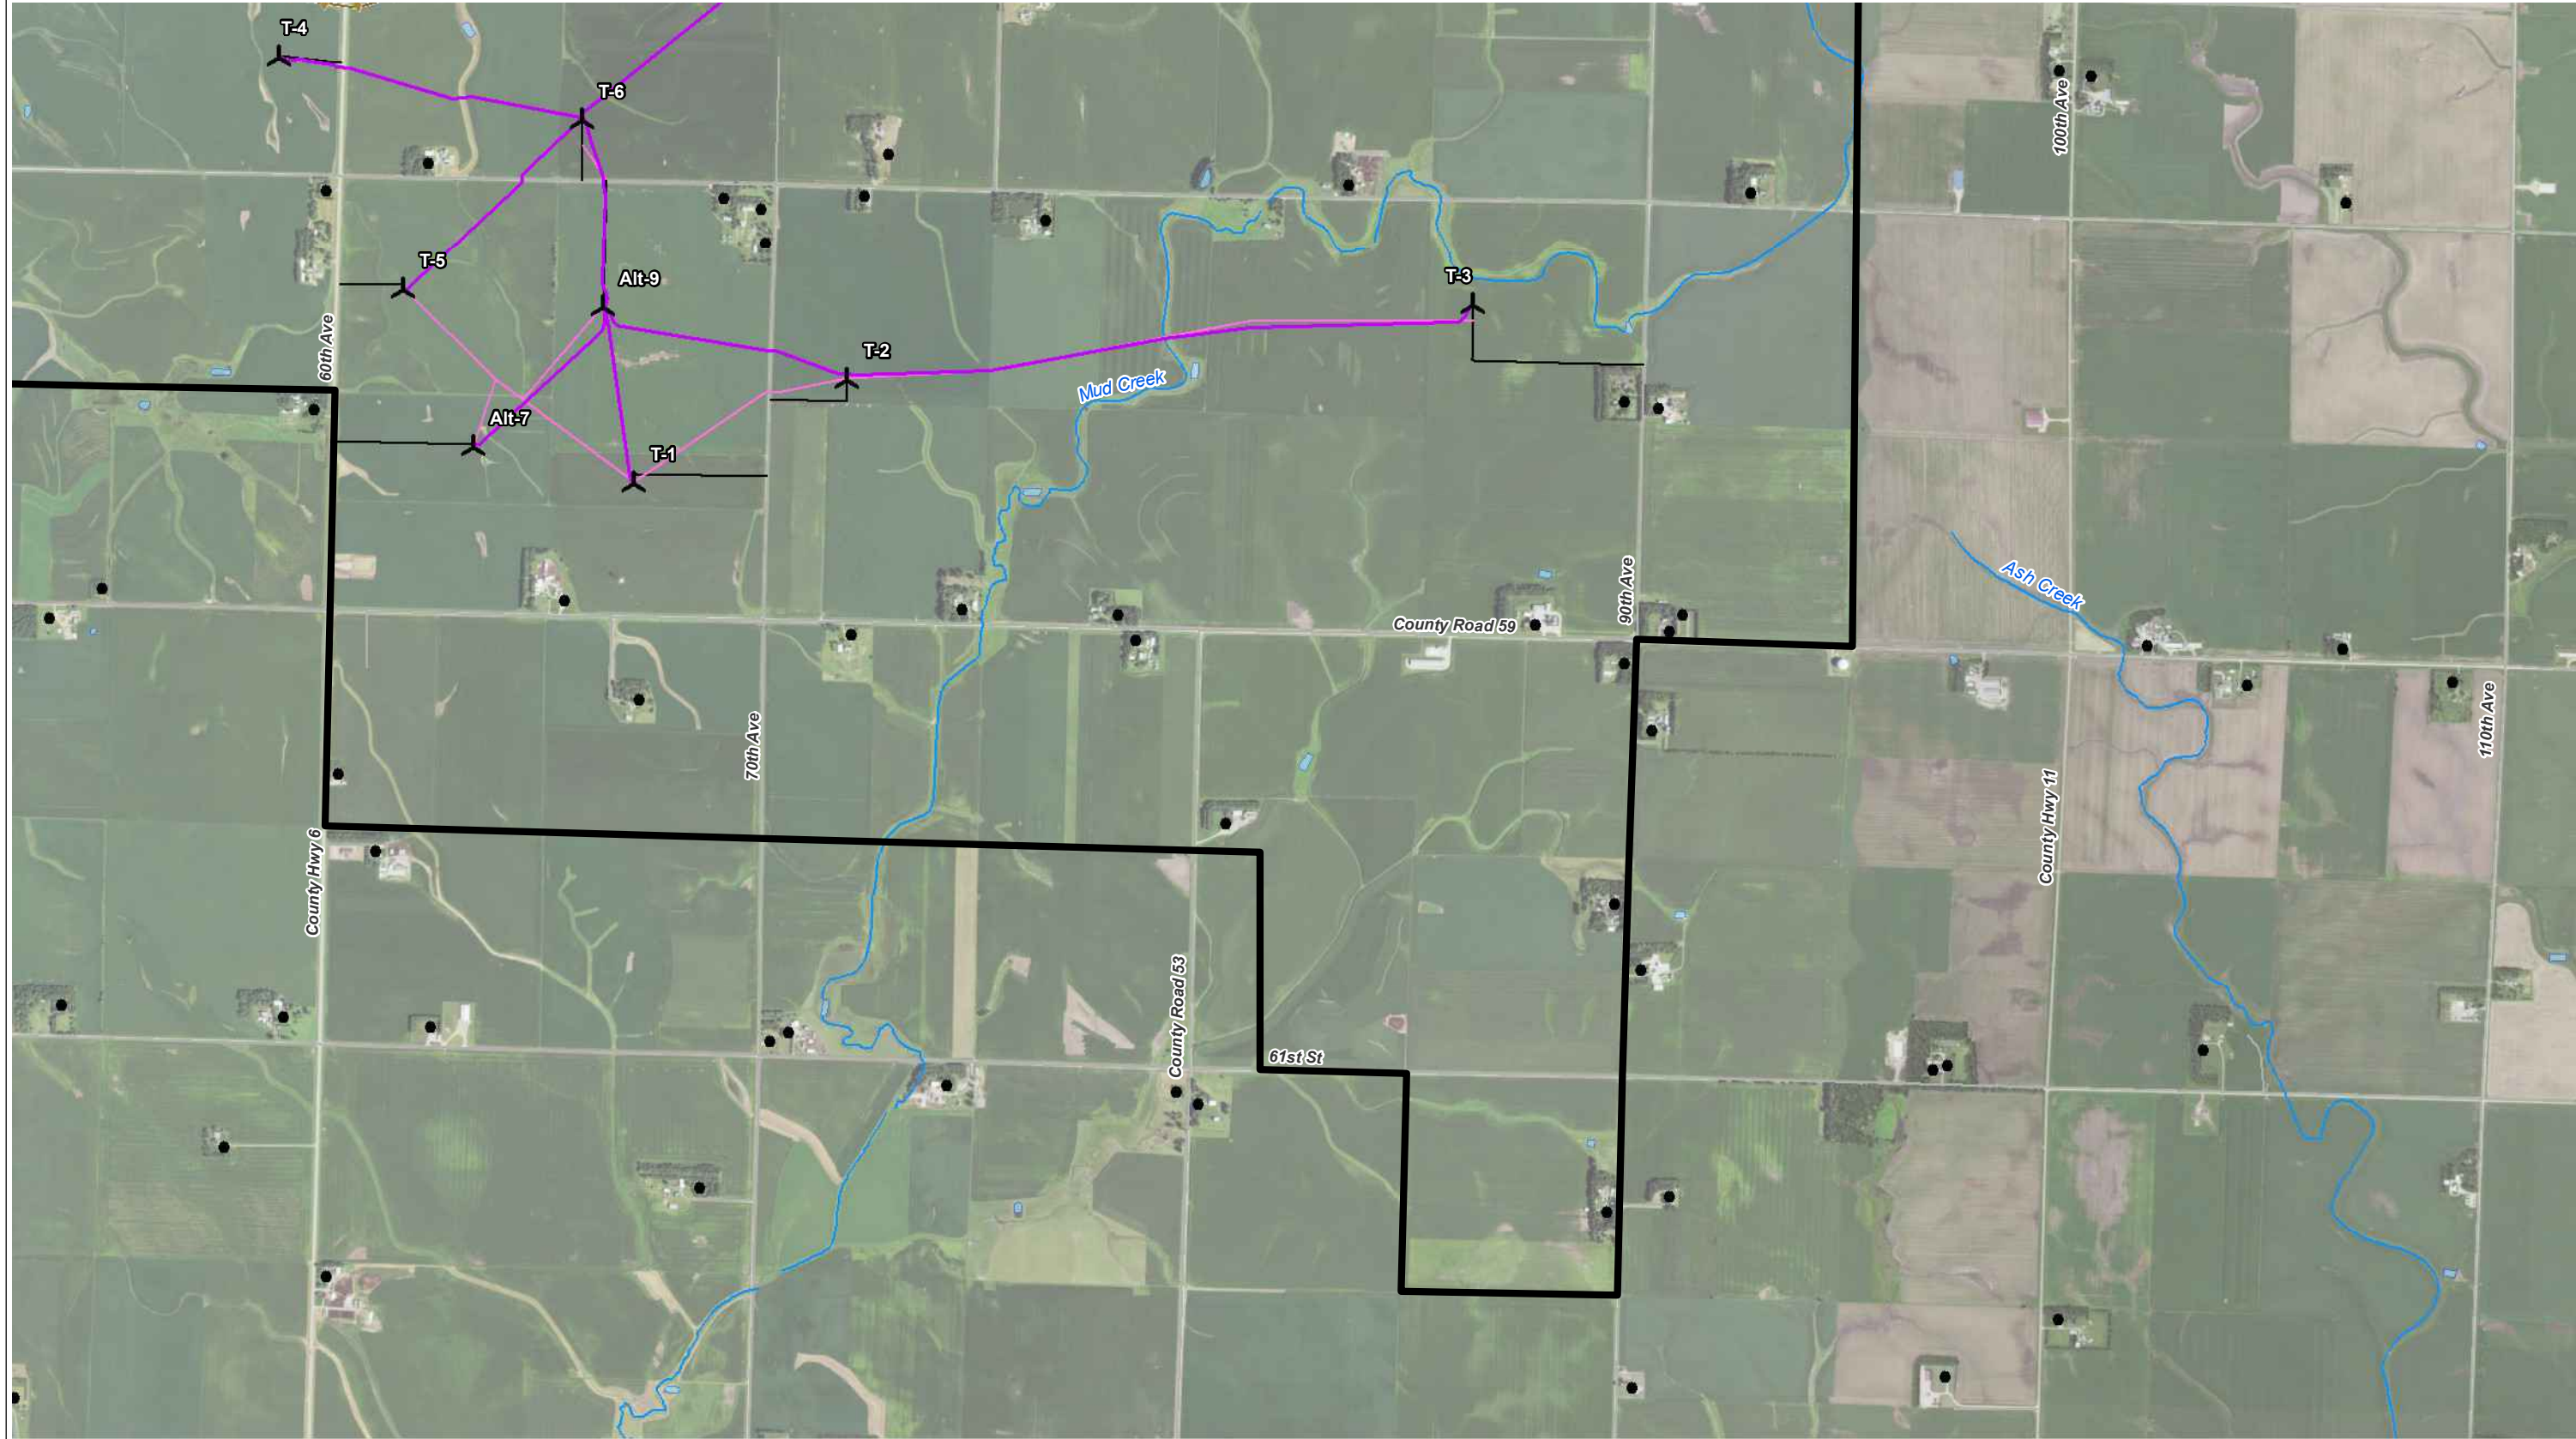 T-4
T-6
100th Ave
T-5
Alt-9
T-3
60th Ave
T-2
Mud Creek
Alt-7
T-1
90th Ave
Ash Creek
County Road 59
70th Ave
110th Ave
County Hwy 11
County Hwy 6
County Road 53
61st St